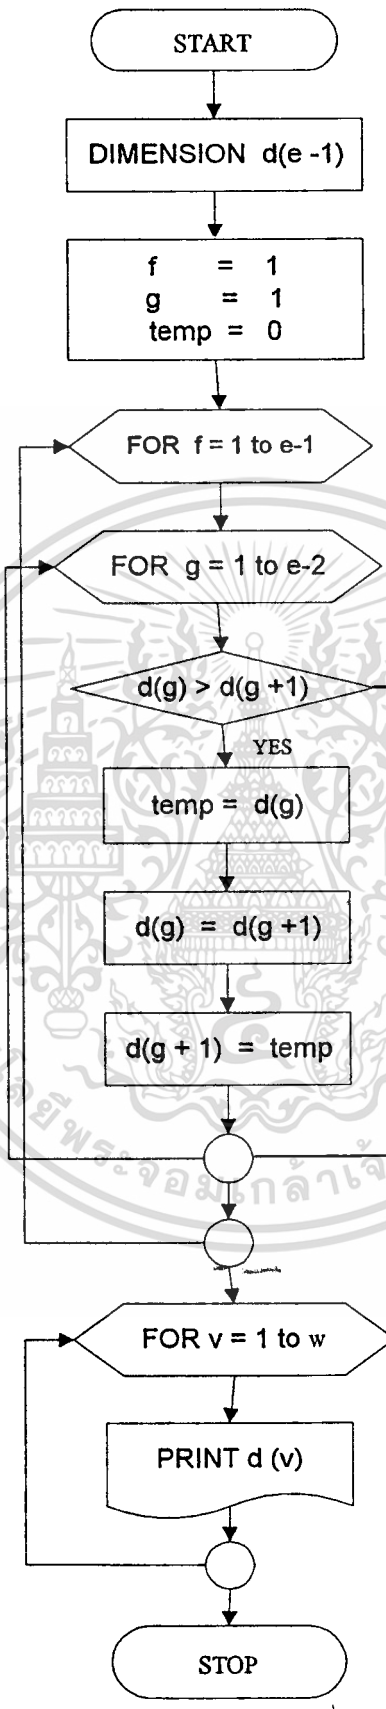 START
DIMENSION d(e -1)
f = 1
g = 1
temp = 0
FOR f = 1 to e-1
FOR g = 1 to e-2
d(g) > d(g +1)
YES
temp = d(g)
d(g) = d(g +1)
d(g + 1) = temp
FOR v = 1 to w
PRINT d (v)
STOP